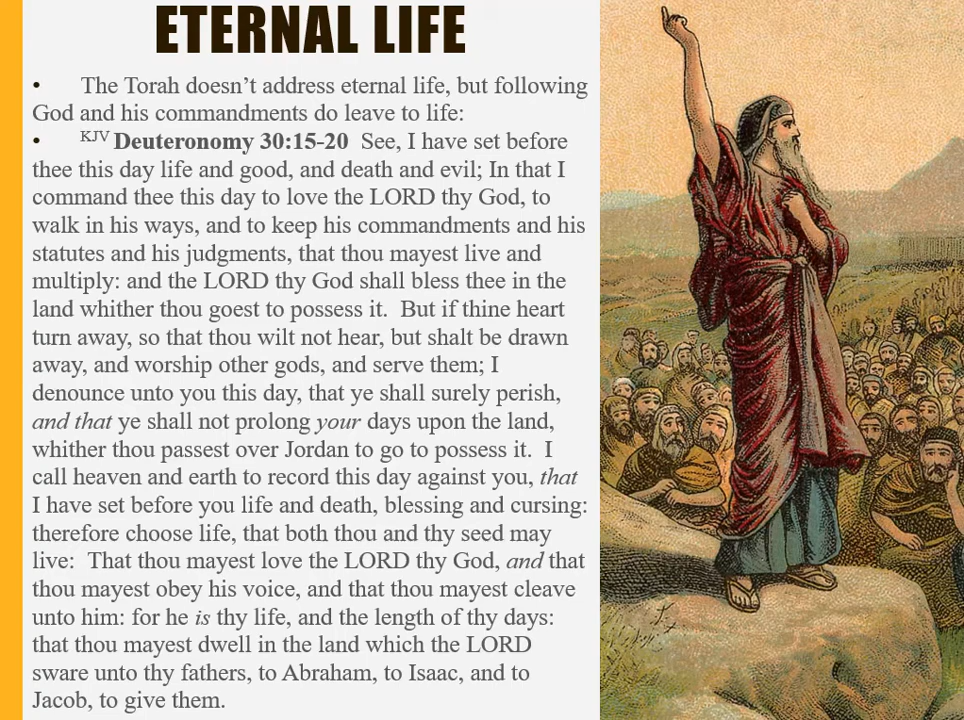 ETERNAL LIFE
• The Torah doesn’t address eternal life, but following
God and his commandments do leave to life:
• KJV Deuteronomy 30:15-20 See, I have set before
thee this day life and good, and death and evil; In that I
command thee this day to love the LORD thy God, to
walk in his ways, and to keep his commandments and his
statutes and his judgments, that thou mayest live and
multiply: and the LORD thy God shall bless thee in the
land whither thou goest to possess it. But if thine heart
turn away, so that thou wilt not hear, but shalt be drawn
away, and worship other gods, and serve them; I
denounce unto you this day, that ye shall surely perish,
and that ye shall not prolong your days upon the land,
whither thou passest over Jordan to go to possess it. I
call heaven and earth to record this day against you, that
I have set before you life and death, blessing and cursing:
therefore choose life, that both thou and thy seed may
live: That thou mayest love the LORD thy God, and that
thou mayest obey his voice, and that thou mayest cleave
unto him: for he is thy life, and the length of thy days:
that thou mayest dwell in the land which the LORD
sware unto thy fathers, to Abraham, to Isaac, and to
Jacob, to give them.